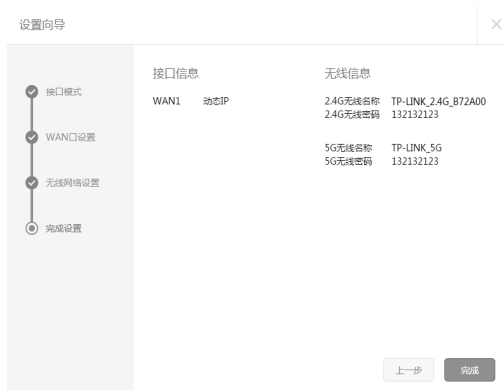 设置向导
接口模式
WAN口设置
无线网络设置
完成设置
接口信息
WAN1 动态IP
无线信息
2.4G无线名称 TP-LINK_2.4G_B72A00
2.4G无线密码 132132123
5G无线名称 TP-LINK_5G
5G无线密码 132132123
上一步
完成